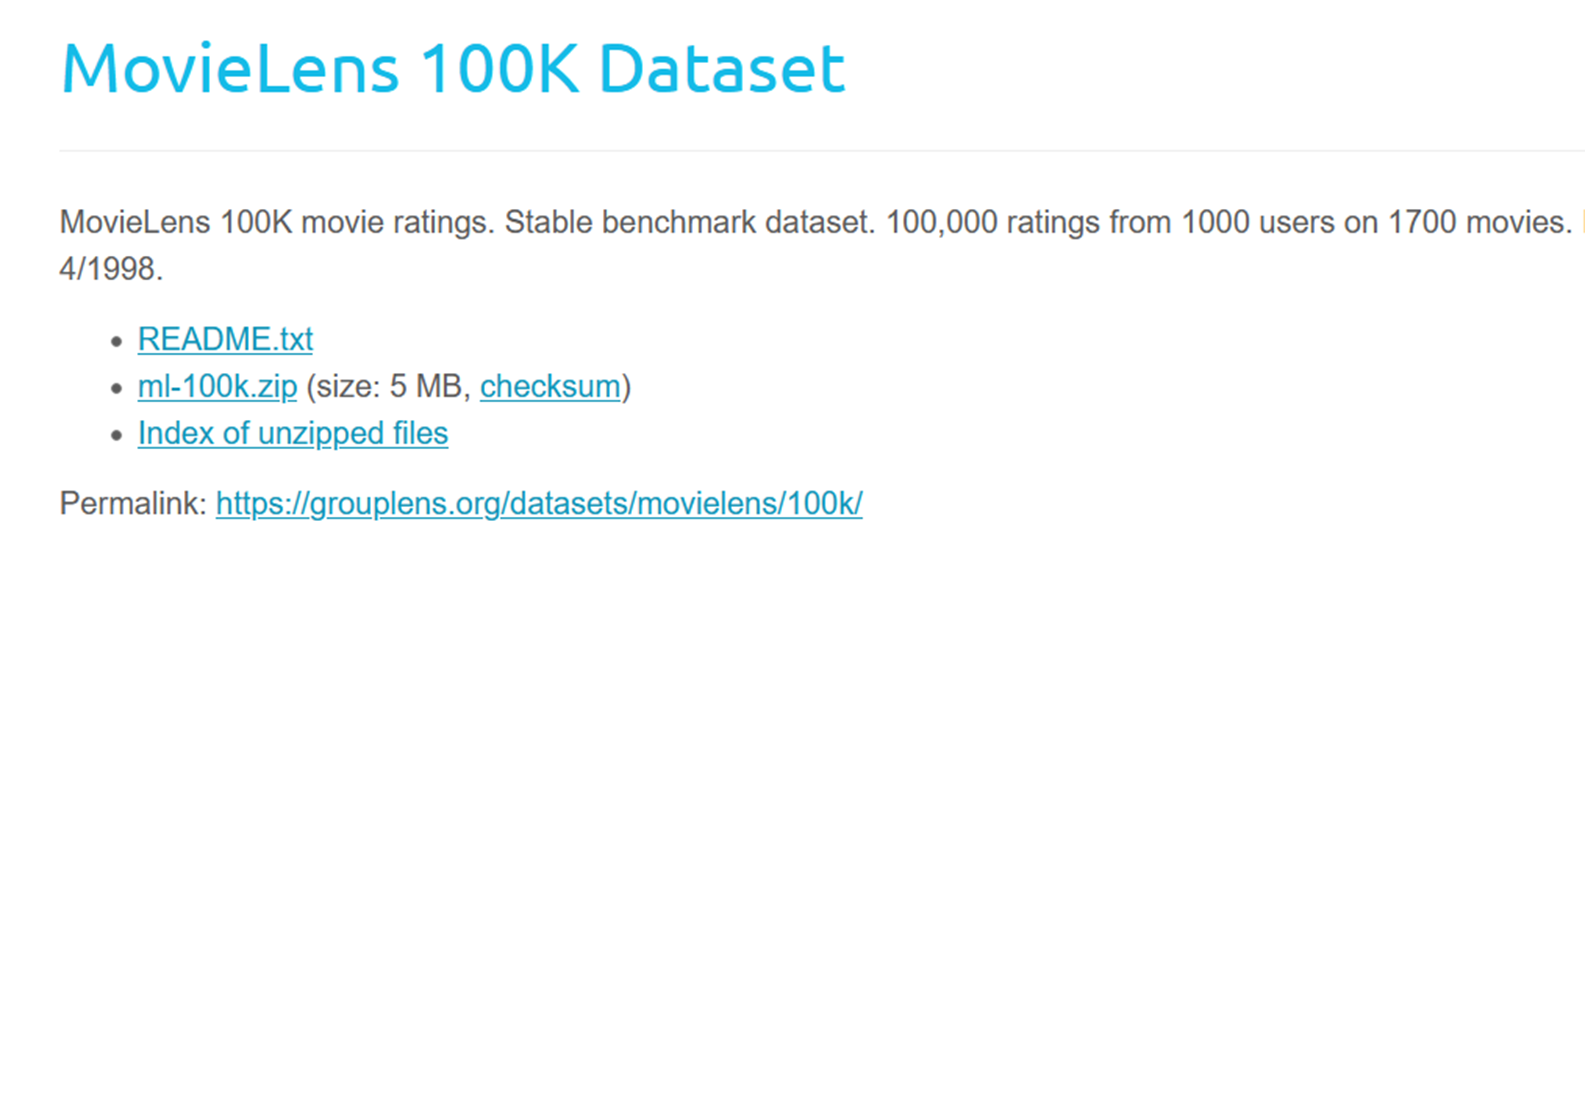 MovieLens 100K Dataset
MovieLens 100K movie ratings. Stable benchmark dataset. 100,000 ratings from 1000 users on 1700 movies.
4/1998.
README.txt
ml-100k.zip (size: 5 MB, checksum)
Index of unzipped files
Permalink: https://grouplens.org/datasets/movielens/100k/